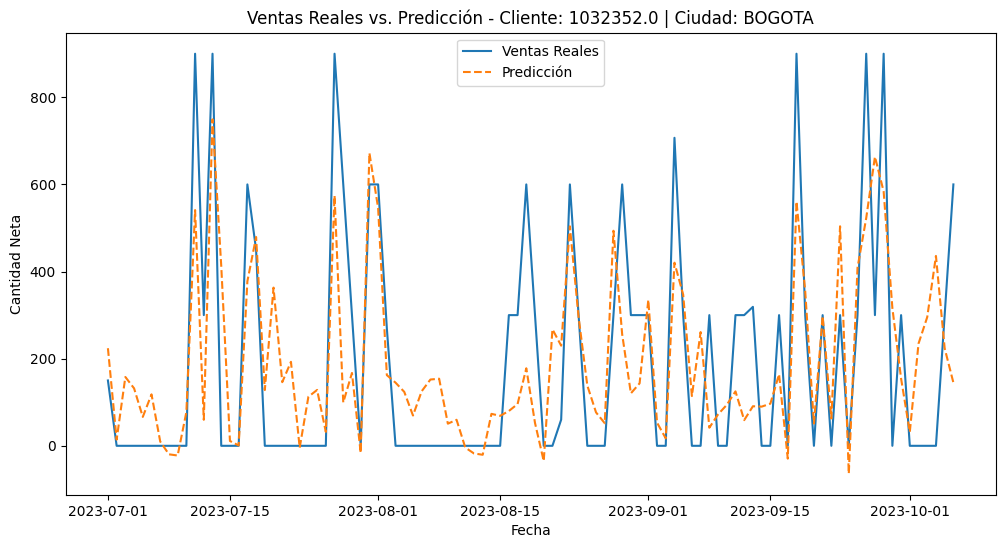 Ventas Reales vs. Predicción - Cliente: 1032352.0 | Ciudad: BOGOTA
Ventas Reales
Predicción
Cantidad Neta
800
600
400
200
0
2023-07-01 2023-07-15 2023-08-01 2023-08-15 2023-09-01 2023-09-15 2023-10-01
Fecha